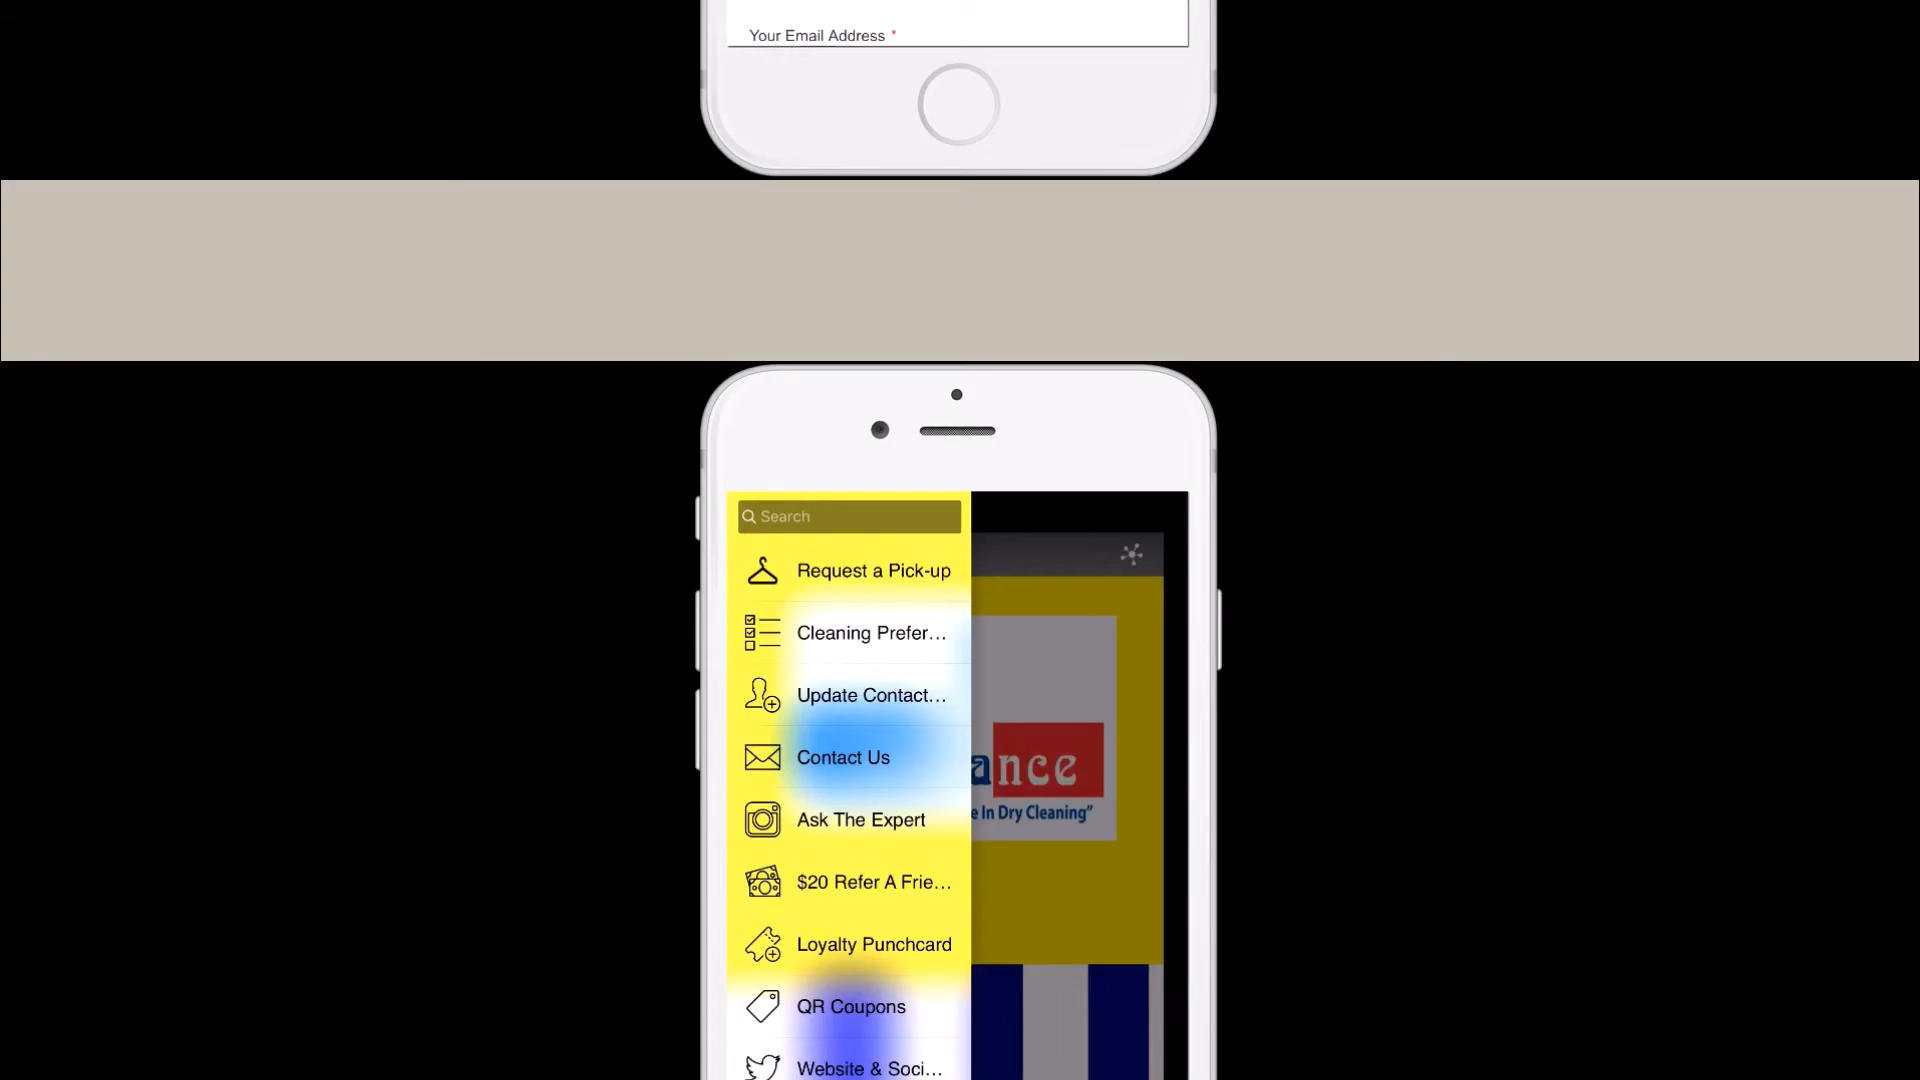 Your Email Address *
Search
Request a Pick-up
Cleaning Prefer...
Update Contact...
Contact Us
ance
e In Dry Cleaning”
Ask The Expert
$20 Refer A Frie...
Loyalty Punchcard
QR Coupons
Website & Soci...